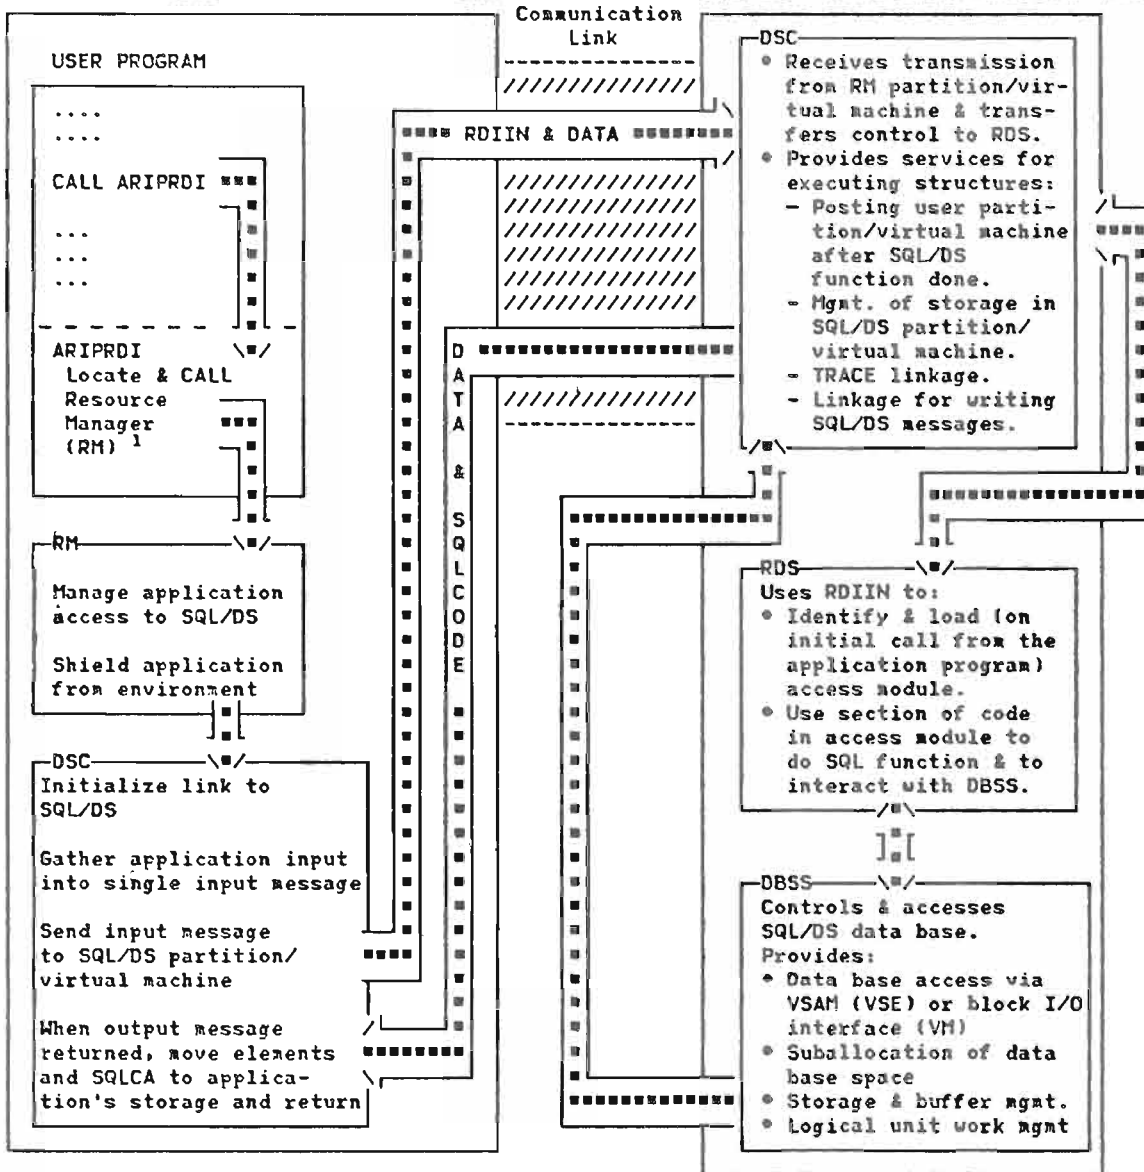 Communication
Link
USER PROGRAM
....
....
CALL ARIPRDI
...
...
...
ARIPRDI
Locate & CALL
Resource
Manager
(RM) 1
RM
Manage application
access to SQL/DS
Shield application
from environment
DSC
Initialize link to
SQL/DS
Gather application input
into single input message
Send input message
to SQL/DS partition/
virtual machine
When output message
returned, move elements
and SQLCA to applica-
tion's storage and return
RDIIN & DATA
DATA & SQLCODE
DSC
• Receives transmission
from RM partition/vir-
tual machine & trans-
fers control to RDS.
• Provides services for
executing structures:
- Posting user parti-
tion/virtual machine
after SQL/DS
function done.
- Mgmt. of storage in
SQL/DS partition/
virtual machine.
- TRACE linkage.
- Linkage for writing
SQL/DS messages.
RDS
Uses RDIIN to:
• Identify & load (on
initial call from the
application program)
access module.
• Use section of code
in access module to
do SQL function & to
interact with DBSS.
DBSS
Controls & accesses
SQL/DS data base.
Provides:
• Data base access via
VSAM (VSE) or block I/O
interface (VM)
• Suballocation of data
base space
• Storage & buffer mgmt.
• Logical unit work mgmt